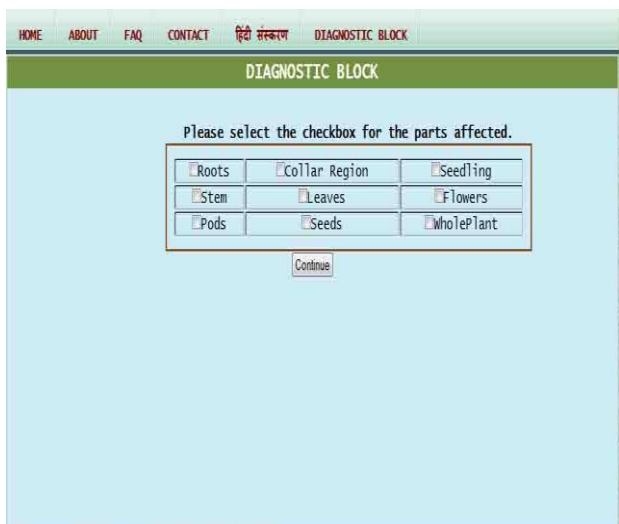 HOME ABOUT FAQ CONTACT हिंदी संस्करण DIAGNOSTIC BLOCK
DIAGNOSTIC BLOCK
Please select the checkbox for the parts affected.
Roots Collar Region Seedling
Stem Leaves Flowers
Pods Seeds WholePlant
Continue